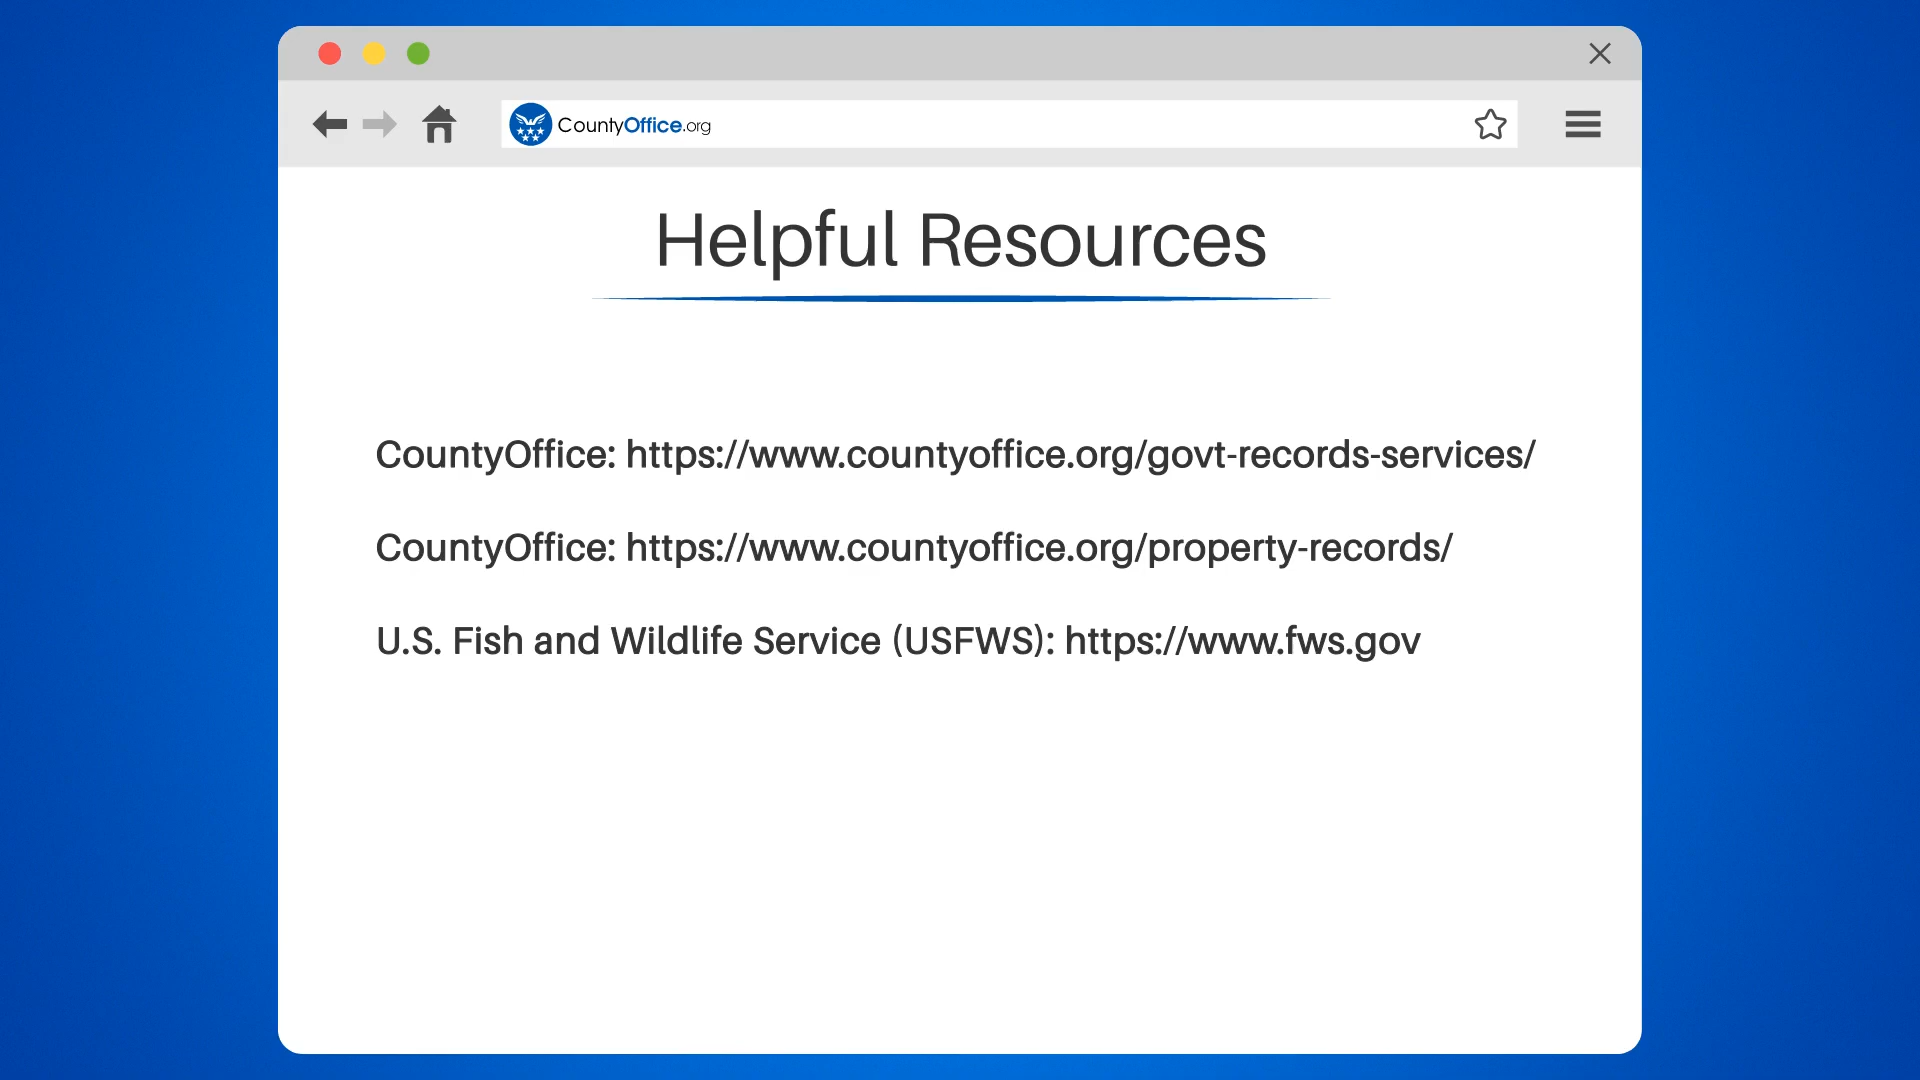 CountyOffice.org
Helpful Resources
CountyOffice: https://www.countyoffice.org/govt-records-services/
CountyOffice: https://www.countyoffice.org/property-records/
U.S. Fish and Wildlife Service (USFWS): https://www.fws.gov